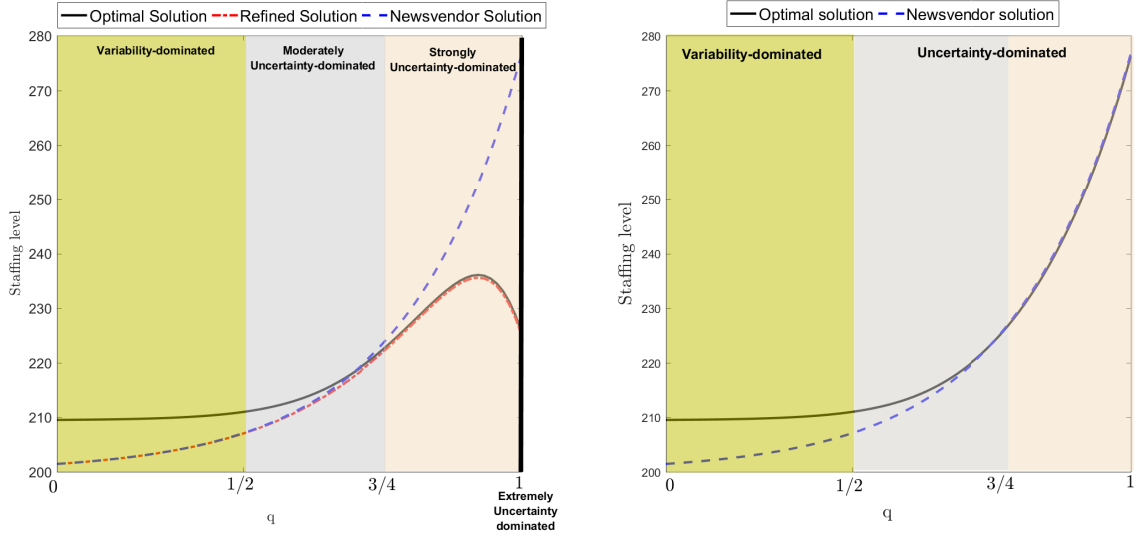 Optimal Solution Refined Solution Newsvendor Solution
280
270
260
250
240
230
220
210
200
Staffing level
Variability-dominated
Moderately
Uncertainty-dominated
Strongly
Uncertainty-dominated
0 1/2 3/4 1
q
Extremely
Uncertainty
dominated
Optimal solution Newsvendor solution
280
270
260
250
240
230
220
210
200
Staffing level
Variability-dominated
Uncertainty-dominated
0 1/2 3/4 1
q